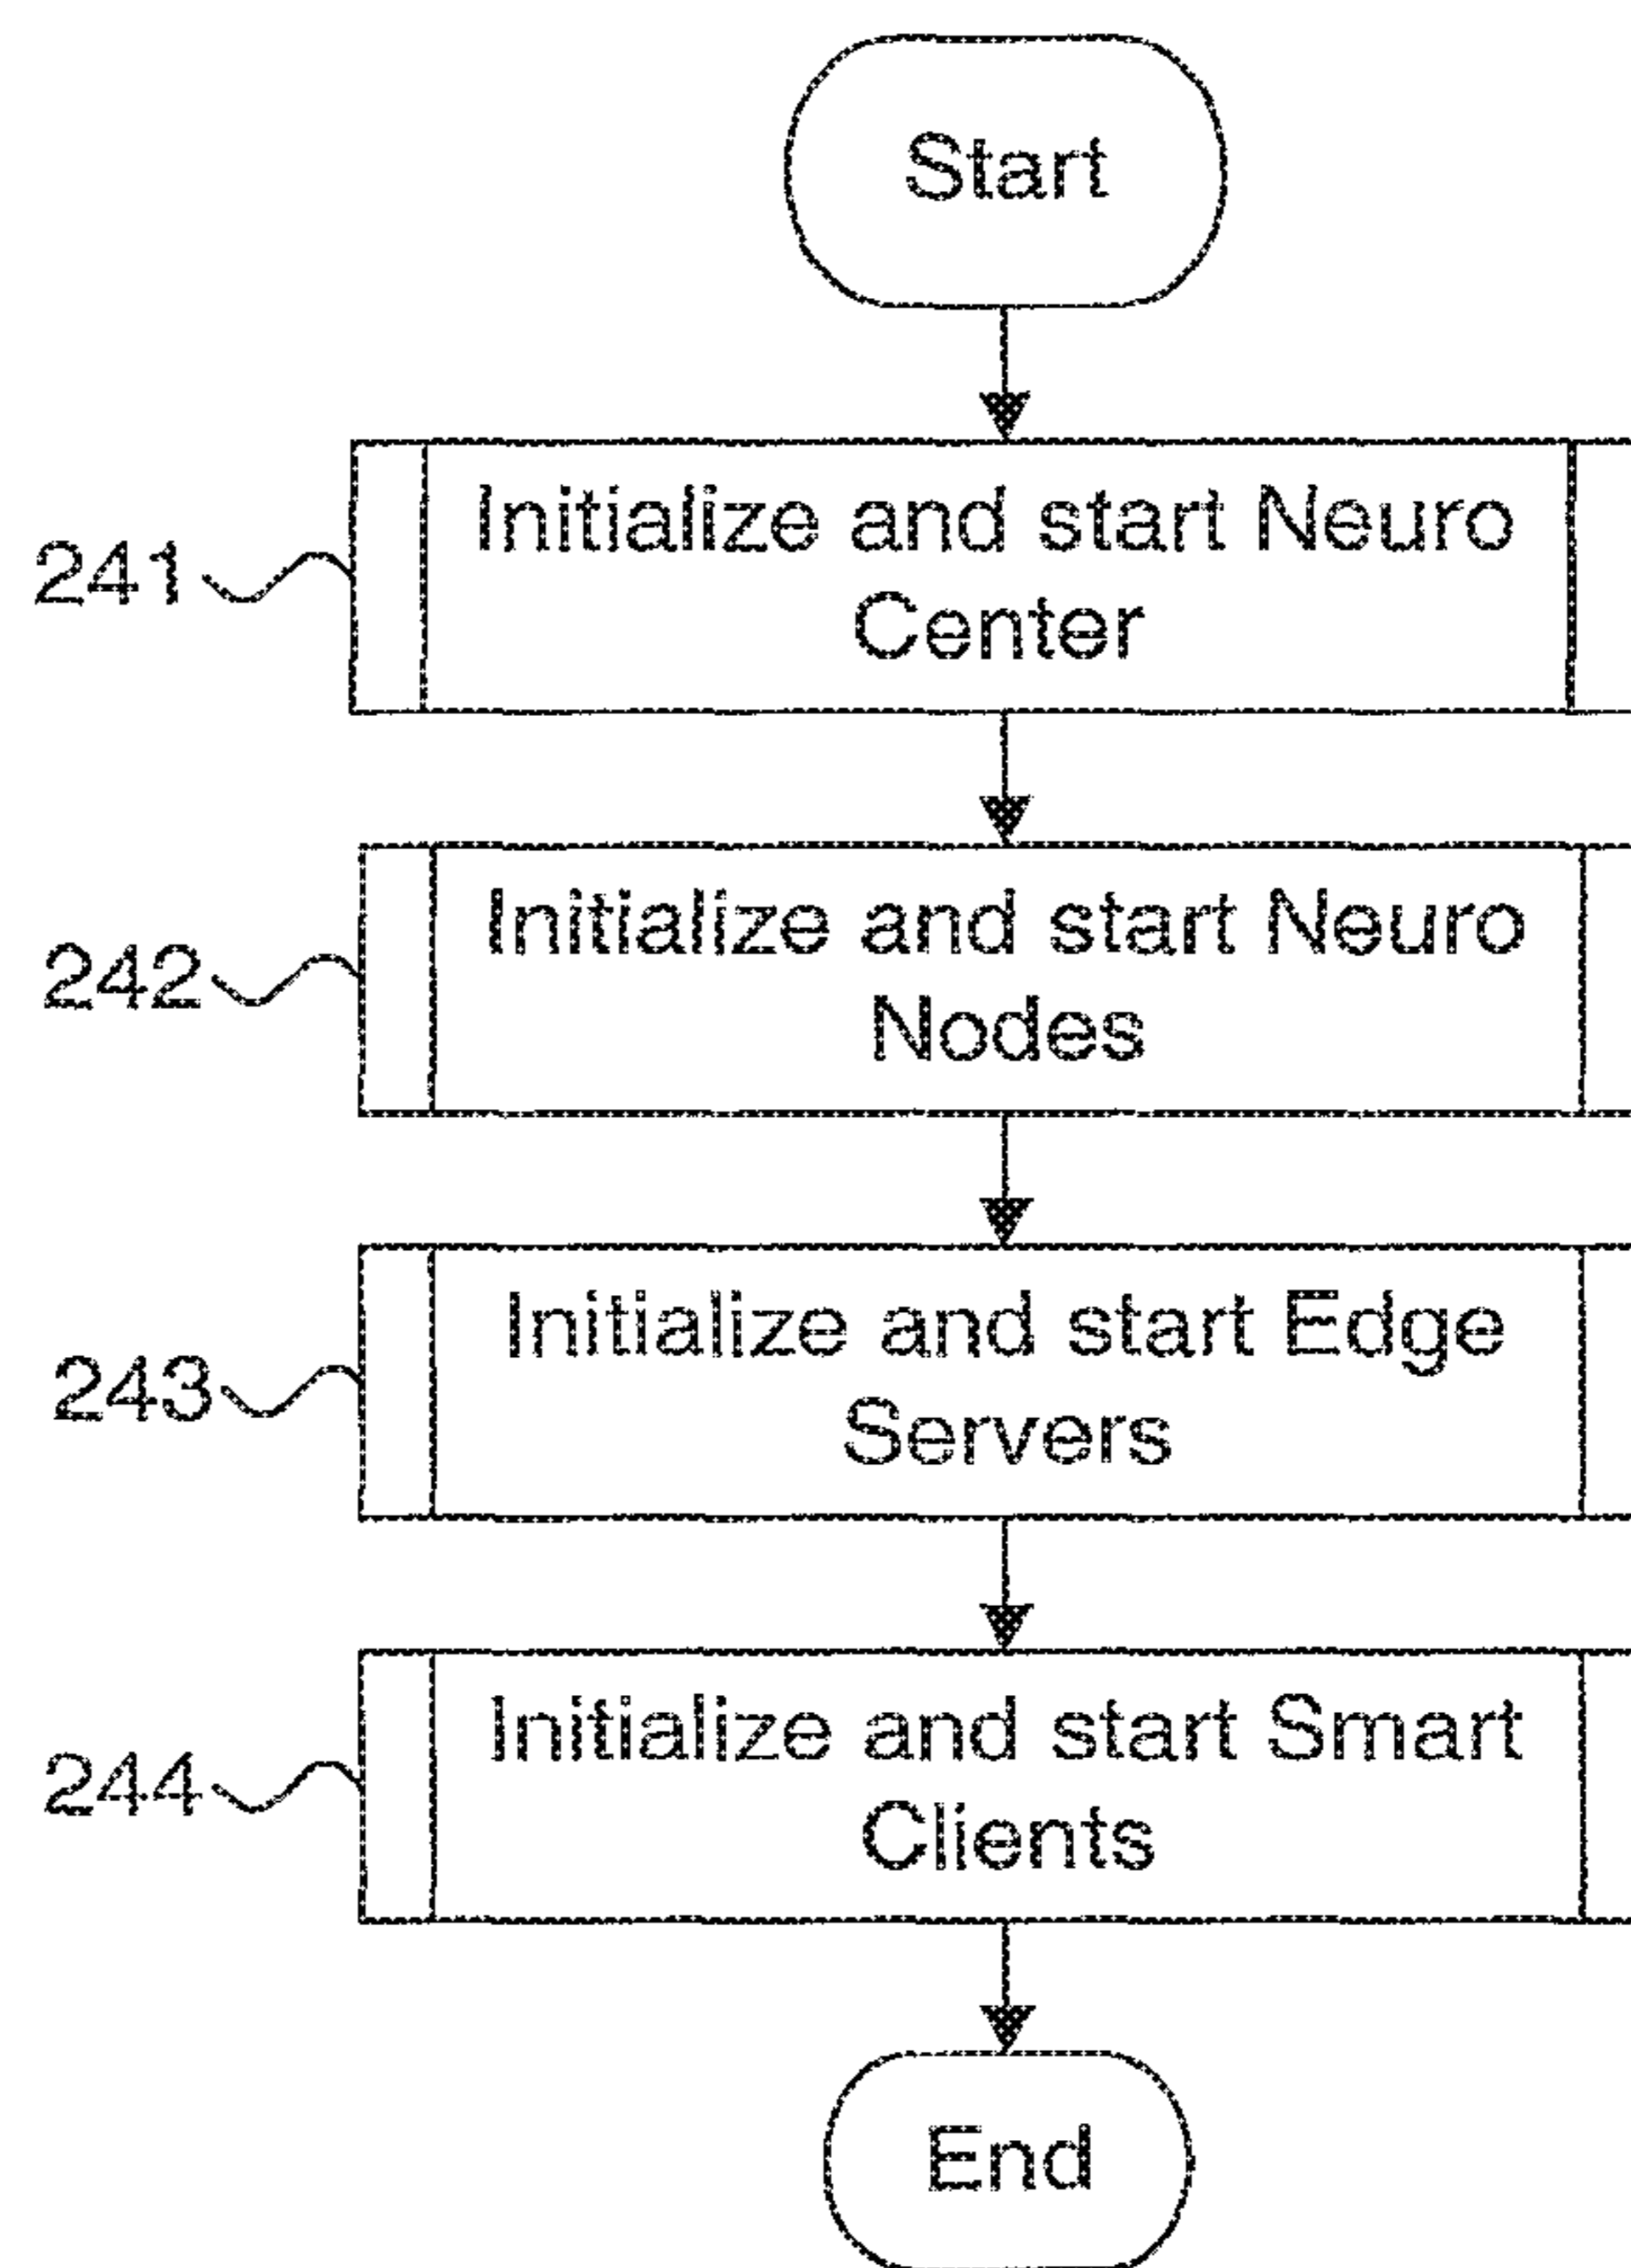 Start
241
Initialize and start Neuro
Center
242
Initialize and start Neuro
Nodes
243
Initialize and start Edge
Servers
244
Initialize and start Smart
Clients
End